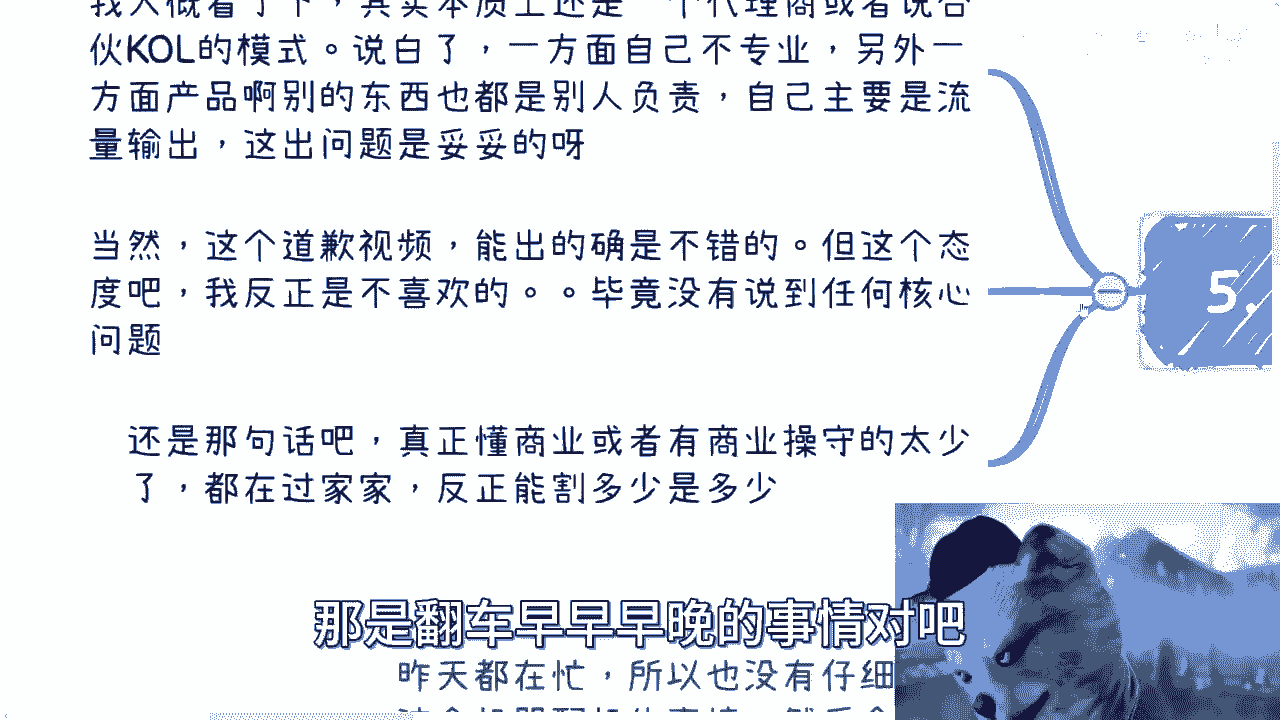 我大概看了下，其实本质上还是一个代理商或者说合
伙KOL的模式。说白了，一方面自己不专业，另外一
方面产品啊别的东西也都是别人负责，自己主要是流
量输出，这出问题是妥妥的呀
当然，这个道歉视频，能出的确是不错的。但这个态
度吧，我反正是不喜欢的。。毕竟没有说到任何核心
问题
还是那句话吧，真正懂商业或者有商业操守的太少
了，都在过家家，反正能割多少是多少
5.
那是翻车早早早晚的事情对吧
昨天都在忙，所以也没有仔细